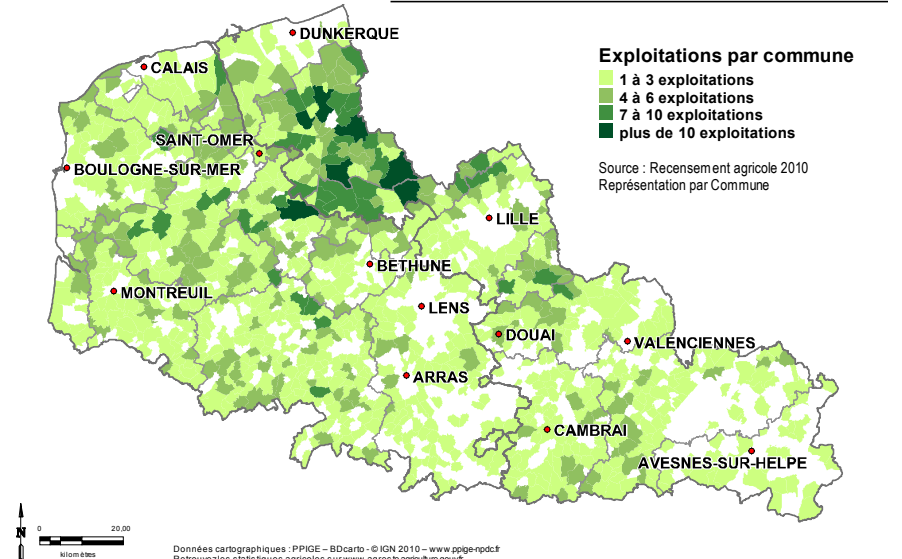 DUNKERQUE
CALAIS
Exploitations par commune
1 à 3 exploitations
4 à 6 exploitations
7 à 10 exploitations
plus de 10 exploitations
SAINT-OMER
BOULOGNE-SUR-MER
Source : Recensement agricole 2010
Représentation par Commune
LILLE
BETHUNE
MONTREUIL
LENS
DOUAI
VALENCIENNES
ARRAS
CAMBRAI
AVESNES-SUR-HELPE
N
0 20,00
kilomètres
Données cartographiques : PPIGE – BDcarto - © IGN 2010 – www.ppige-npdc.fr